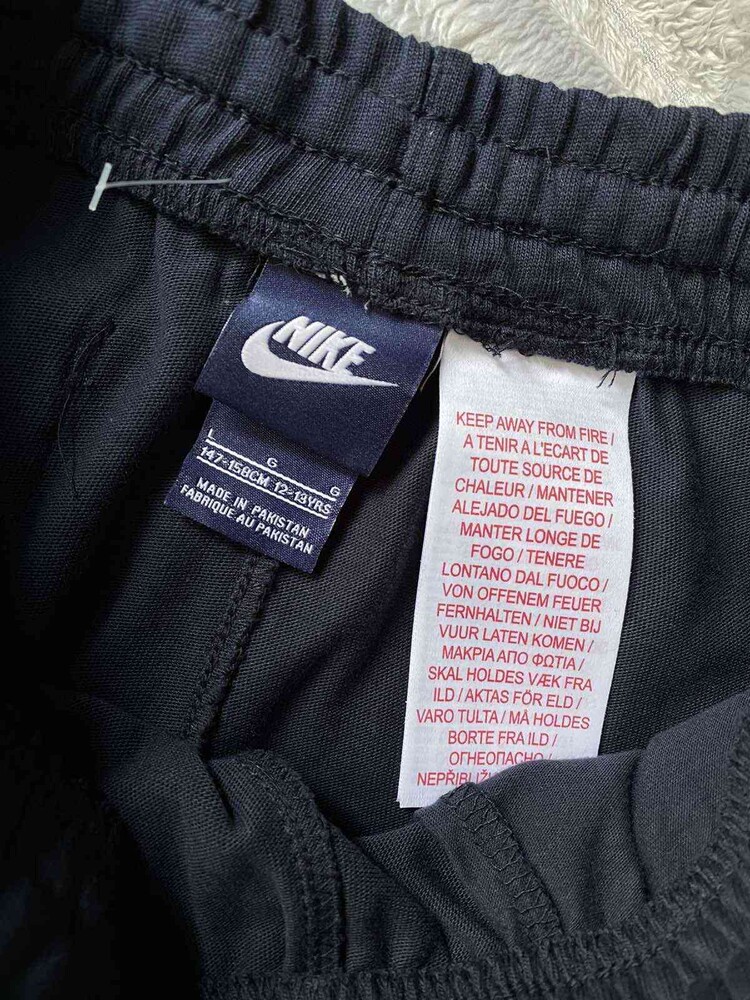 NIKE
L G G
147-158CM 12-13YRS
MADE IN PAKISTAN
FABRIQUE AU PAKISTAN
KEEP AWAY FROM FIRE /
A TENIR A L'ECART DE
TOUTE SOURCE DE
CHALEUR / MANTENER
ALEJADO DEL FUEGO /
MANTER LONGE DE
FOGO / TENERE
LONTANO DAL FUOCO /
VON OFFENEM FEUER
FERNHALTEN / NIET BIJ
VUUR LATEN KOMEN /
ΜΑΚΡΙΑ ΑΠΟ ΦΩΤΙΑ /
SKAL HOLDES VÆK FRA
ILD / AKTAS FÖR ELD /
VARO TULTA / MÅ HOLDES
BORTE FRA ILD /
ОГНЕОПАСНО /